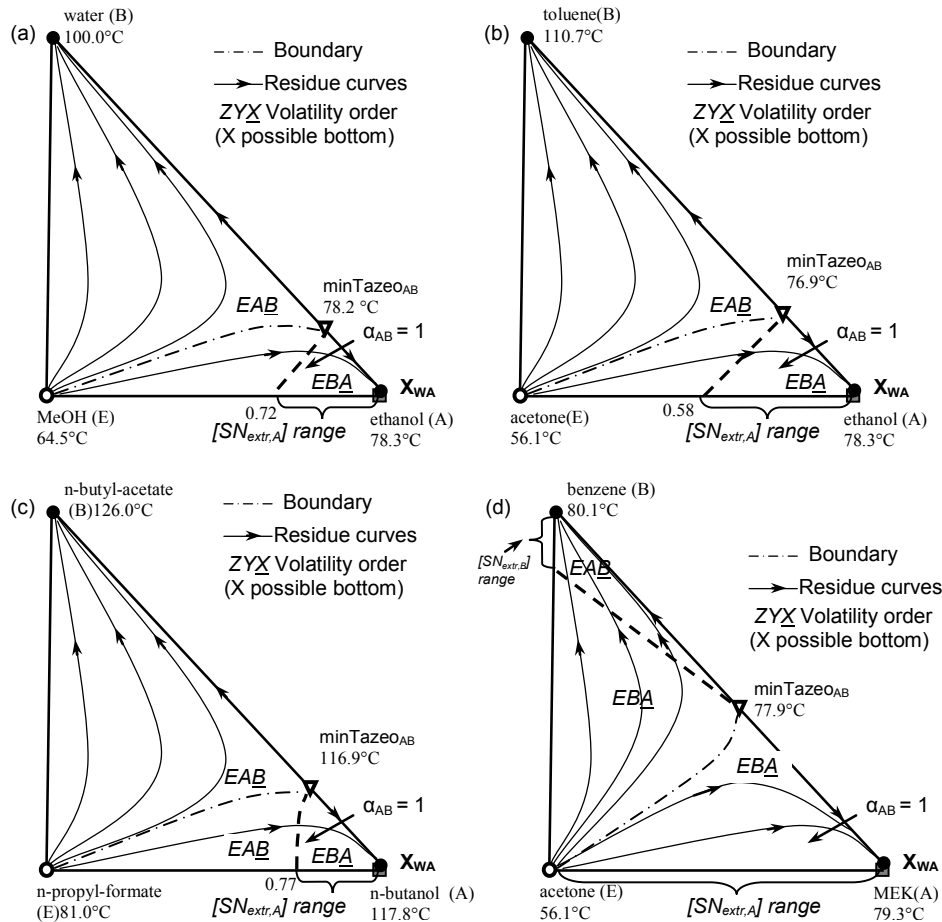 (a)
water (B)
100.0°C
Boundary
Residue curves
ZYX Volatility order
(X possible bottom)
minTazeoAB
78.2 °C
EAB
αAB = 1
EBA
XWA
MeOH (E)
64.5°C
0.72
[SNextr,A] range
ethanol (A)
78.3°C
(b)
toluene(B)
110.7°C
Boundary
Residue curves
ZYX Volatility order
(X possible bottom)
minTazeoAB
76.9°C
EAB
αAB = 1
EBA
XWA
acetone(E)
56.1°C
0.58
[SNextr,A] range
ethanol (A)
78.3°C
(c)
n-butyl-acetate
(B)126.0°C
Boundary
Residue curves
ZYX Volatility order
(X possible bottom)
minTazeoAB
116.9°C
EAB
αAB = 1
EAB
EBA
XWA
n-propyl-formate
(E)81.0°C
0.77
[SNextr,A] range
n-butanol (A)
117.8°C
(d)
benzene (B)
80.1°C
[SNextr,B]
range
EAB
Boundary
Residue curves
ZYX Volatility order
(X possible bottom)
EBA
minTazeoAB
77.9°C
EBA
αAB = 1
XWA
acetone (E)
56.1°C
[SNextr,A] range
MEK(A)
79.3°C